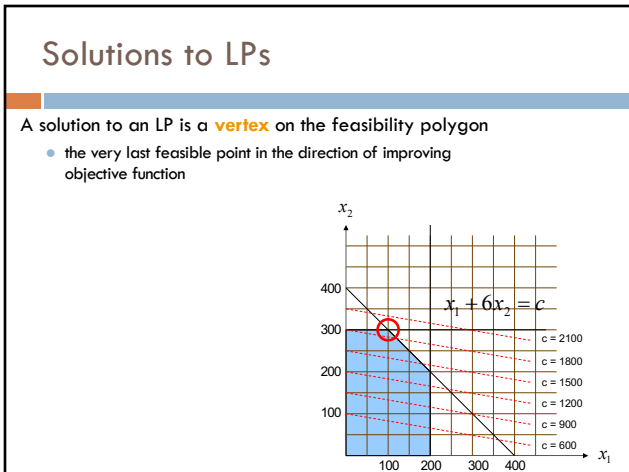 Solutions to LPs
A solution to an LP is a vertex on the feasibility polygon
the very last feasible point in the direction of improving
objective function
x₂
400
x₁ + 6x₂ = c
300
c = 2100
c = 1800
200
c = 1500
c = 1200
100
c = 900
c = 600
100 200 300 400 x₁